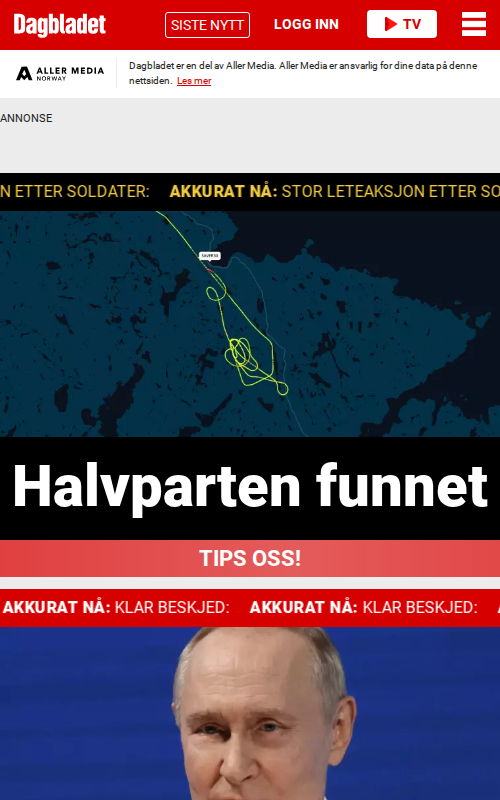 Dagbladet
SISTE NYTT
LOGG INN
TV
ALLER MEDIA
NORWAY
Dagbladet er en del av Aller Media. Aller Media er ansvarlig for dine data på denne
nettsiden. Les mer
ANNONSE
N ETTER SOLDATER: AKKURAT NÅ: STOR LETEAKSJON ETTER SO
Halvparten funnet
TIPS OSS!
AKKURAT NÅ: KLAR BESKJED: AKKURAT NÅ: KLAR BESKJED: